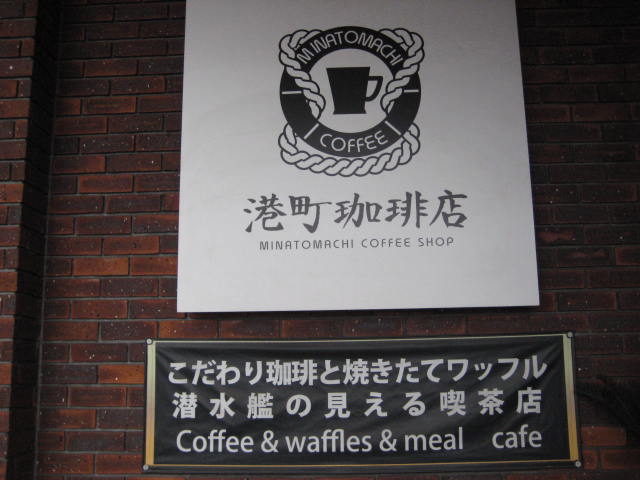 MINATOMACHI
COFFEE
港町珈琲店
MINATOMACHI COFFEE SHOP
こだわり珈琲と焼きたてワッフル
潜水艦の見える喫茶店
Coffee & waffles & meal cafe